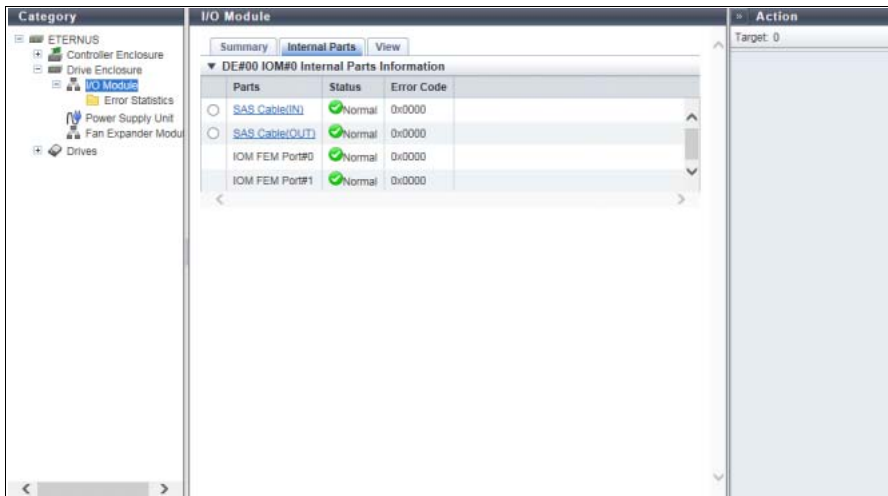 Category
ETERNUS
Controller Enclosure
Drive Enclosure
I/O Module
Error Statistics
Power Supply Unit
Fan Expander Modul
Drives
I/O Module
Summary Internal Parts View
DE#00 IOM#0 Internal Parts Information
Parts Status Error Code
SAS Cable(IN) Normal 0x0000
SAS Cable(OUT) Normal 0x0000
IOM FEM Port#0 Normal 0x0000
IOM FEM Port#1 Normal 0x0000
» Action
Target: 0